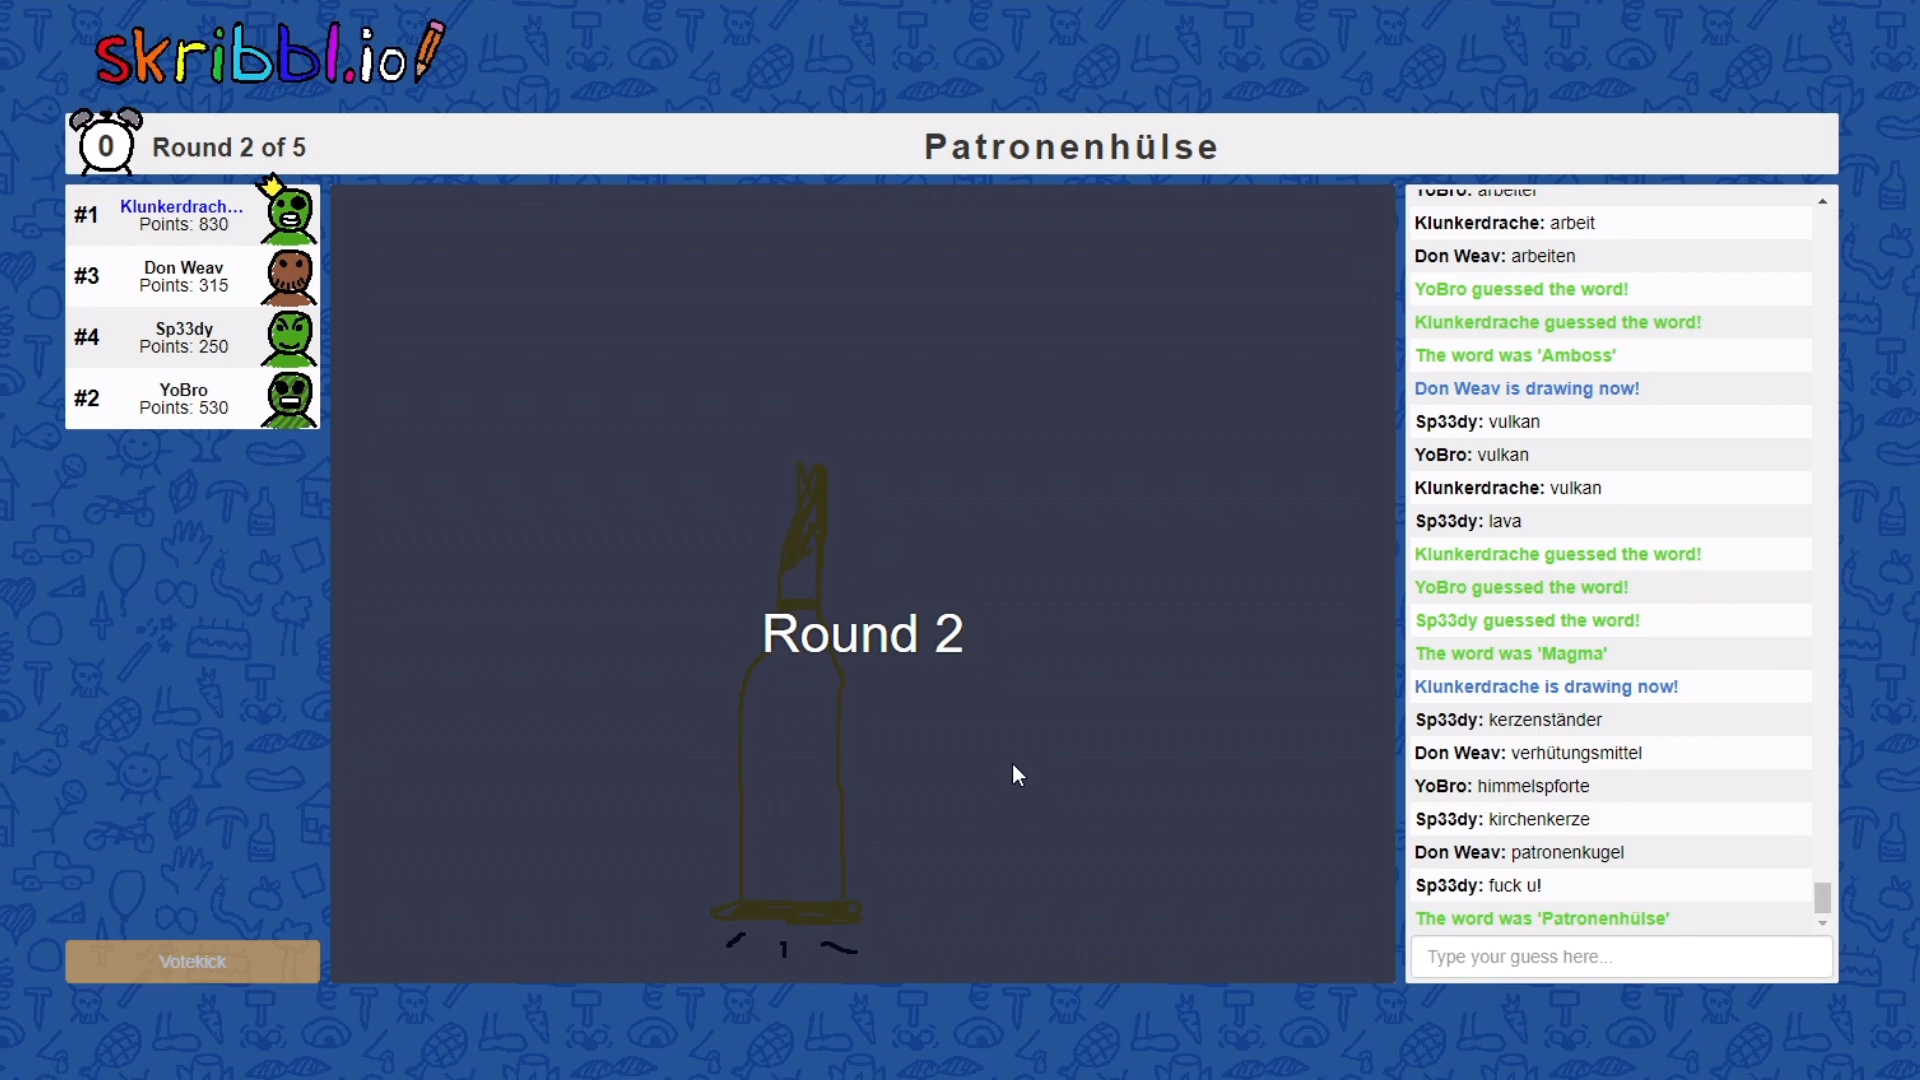 skribbl.io
0
Round 2 of 5
Patronenhülse
#1
Klunkerdrach...
Points: 830
#3
Don Weav
Points: 315
#4
Sp33dy
Points: 250
#2
YoBro
Points: 530
Votekick
Round 2
YoBro: arbeiter
Klunkerdrache: arbeit
Don Weav: arbeiten
YoBro guessed the word!
Klunkerdrache guessed the word!
The word was 'Amboss'
Don Weav is drawing now!
Sp33dy: vulkan
YoBro: vulkan
Klunkerdrache: vulkan
Sp33dy: lava
Klunkerdrache guessed the word!
YoBro guessed the word!
Sp33dy guessed the word!
The word was 'Magma'
Klunkerdrache is drawing now!
Sp33dy: kerzenständer
Don Weav: verhütungsmittel
YoBro: himmelspforte
Sp33dy: kirchenkerze
Don Weav: patronenkugel
Sp33dy: fuck u!
The word was 'Patronenhülse'
Type your guess here...